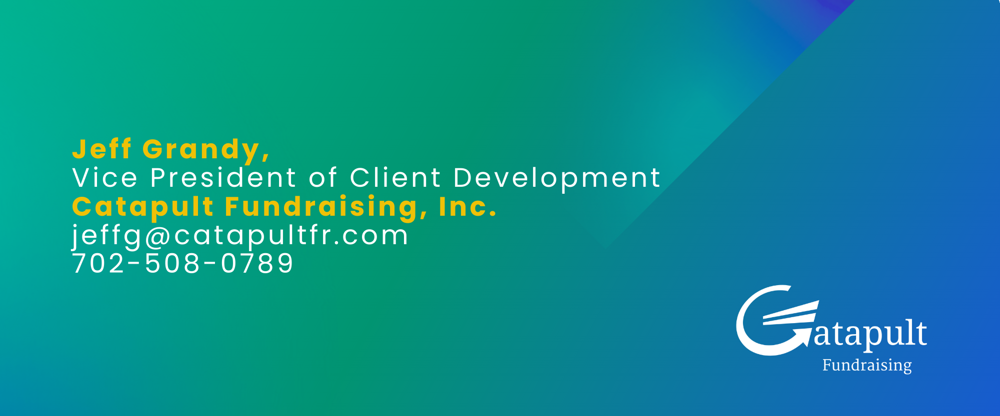 Jeff Grandy,
Vice President of Client Development
Catapult Fundraising, Inc.
jeffg@catapultfr.com
702-508-0789
Catapult
Fundraising